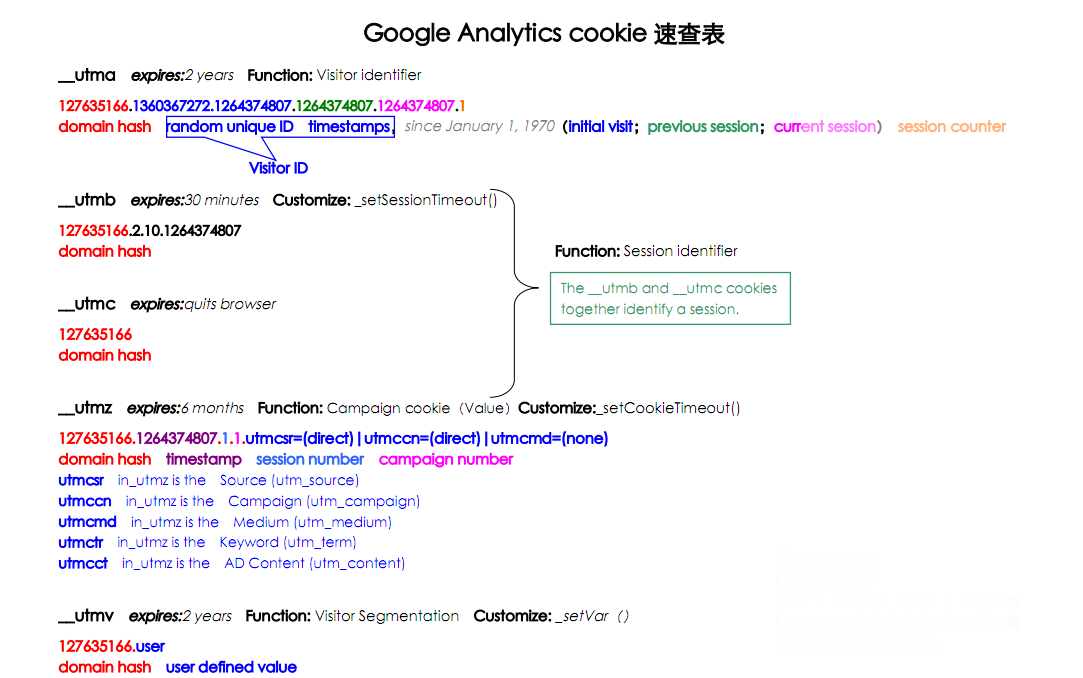 Google Analytics cookie 速查表
__utma expires:2 years Function: Visitor identifier
127635166.1360367272.1264374807.1264374807.1264374807.1
domain hash random unique ID timestamps, since January 1, 1970 (initial visit; previous session; current session) session counter
Visitor ID
__utmb expires:30 minutes Customize: _setSessionTimeout()
127635166.2.10.1264374807
domain hash
Function: Session identifier
The __utmb and __utmc cookies
together identify a session.
__utmc expires:quits browser
127635166
domain hash
__utmz expires:6 months Function: Campaign cookie（Value）Customize:_setCookieTimeout()
127635166.1264374807.1.1.utmcsr=(direct)|utmccn=(direct)|utmcmd=(none)
domain hash timestamp session number campaign number
utmcsr in_utmz is the Source (utm_source)
utmccn in_utmz is the Campaign (utm_campaign)
utmcmd in_utmz is the Medium (utm_medium)
utmctr in_utmz is the Keyword (utm_term)
utmcct in_utmz is the AD Content (utm_content)
__utmv expires:2 years Function: Visitor Segmentation Customize: _setVar（）
127635166.user
domain hash user defined value